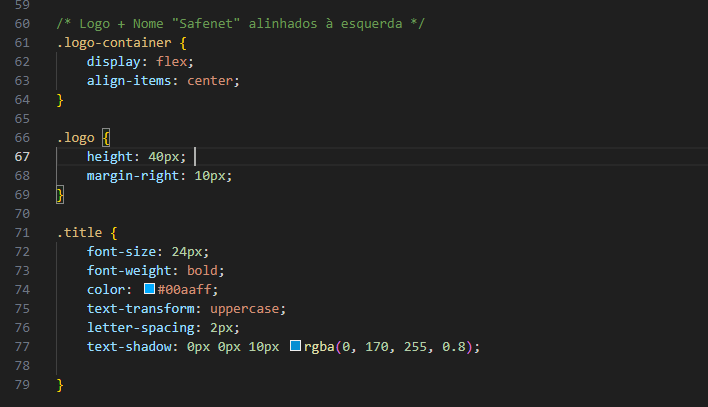 59
60 /* Logo + Nome "Safenet" alinhados à esquerda */
61 .logo-container {
62 display: flex;
63 align-items: center;
64 }
65
66 .logo {
67 height: 40px;
68 margin-right: 10px;
69 }
70
71 .title {
72 font-size: 24px;
73 font-weight: bold;
74 color: #00aaff;
75 text-transform: uppercase;
76 letter-spacing: 2px;
77 text-shadow: 0px 0px 10px rgba(0, 170, 255, 0.8);
78
79 }